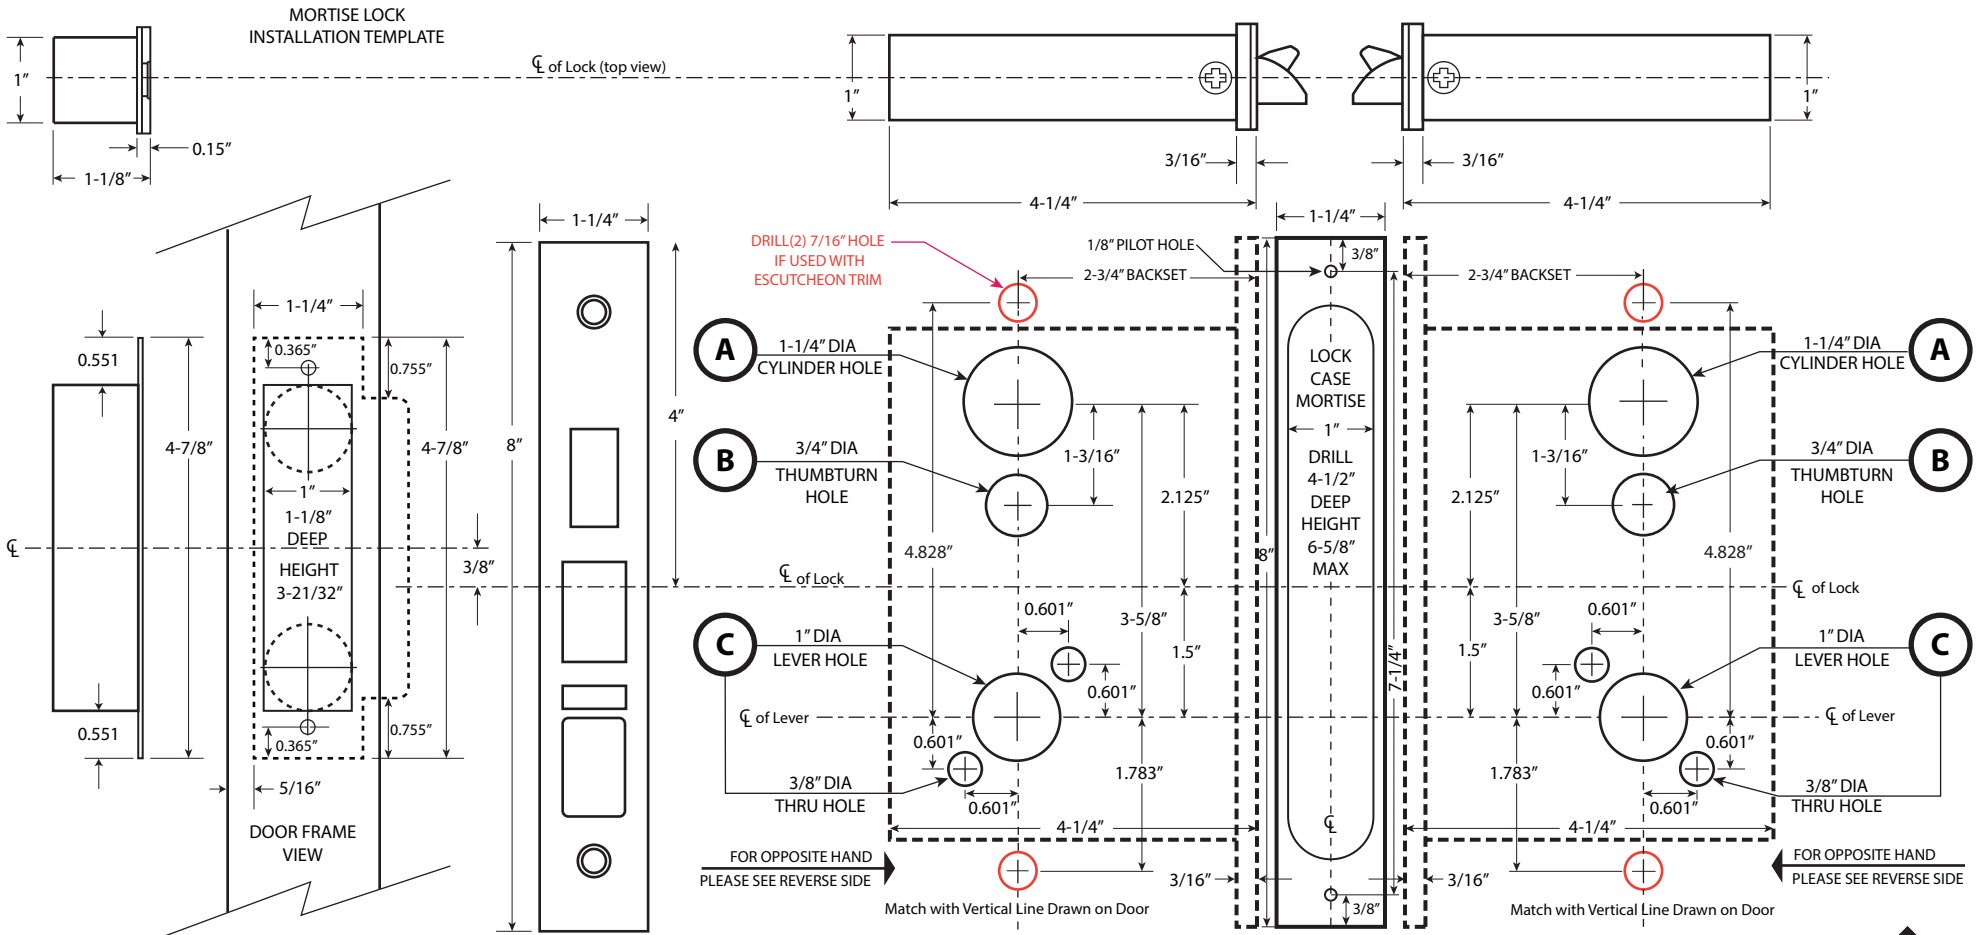 MORTISE LOCK
INSTALLATION TEMPLATE
1”
0.15”
1-1/8”
℄ of Lock (top view)
1”
3/16”
4-1/4”
1”
3/16”
4-1/4”
1-1/4”
0.551
4-7/8”
0.551
℄
1-1/4”
0.365”
0.755”
1”
1-1/8”
DEEP
HEIGHT
3-21/32”
4-7/8”
3/8”
0.365”
0.755”
5/16”
DOOR FRAME
VIEW
8”
4”
DRILL(2) 7/16” HOLE
IF USED WITH
ESCUTCHEON TRIM
1/8” PILOT HOLE
2-3/4” BACKSET
A
1-1/4” DIA
CYLINDER HOLE
B
3/4” DIA
THUMBTURN
HOLE
1-3/16”
2.125”
4.828”
℄ of Lock
0.601”
3-5/8”
1.5”
C
1” DIA
LEVER HOLE
0.601”
℄ of Lever
0.601”
1.783”
3/8” DIA
THRU HOLE
0.601”
4-1/4”
FOR OPPOSITE HAND
PLEASE SEE REVERSE SIDE
3/16”
Match with Vertical Line Drawn on Door
1-1/4”
3/8”
LOCK
CASE
MORTISE
1”
DRILL
4-1/2”
DEEP
HEIGHT
6-5/8”
MAX
8”
7-1/4”
℄
3/8”
2-3/4” BACKSET
1-1/4” DIA
CYLINDER HOLE
A
3/4” DIA
THUMBTURN
HOLE
B
1-3/16”
2.125”
4.828”
℄ of Lock
0.601”
3-5/8”
1.5”
1” DIA
LEVER HOLE
C
0.601”
℄ of Lever
0.601”
1.783”
3/8” DIA
THRU HOLE
0.601”
4-1/4”
FOR OPPOSITE HAND
PLEASE SEE REVERSE SIDE
3/16”
Match with Vertical Line Drawn on Door